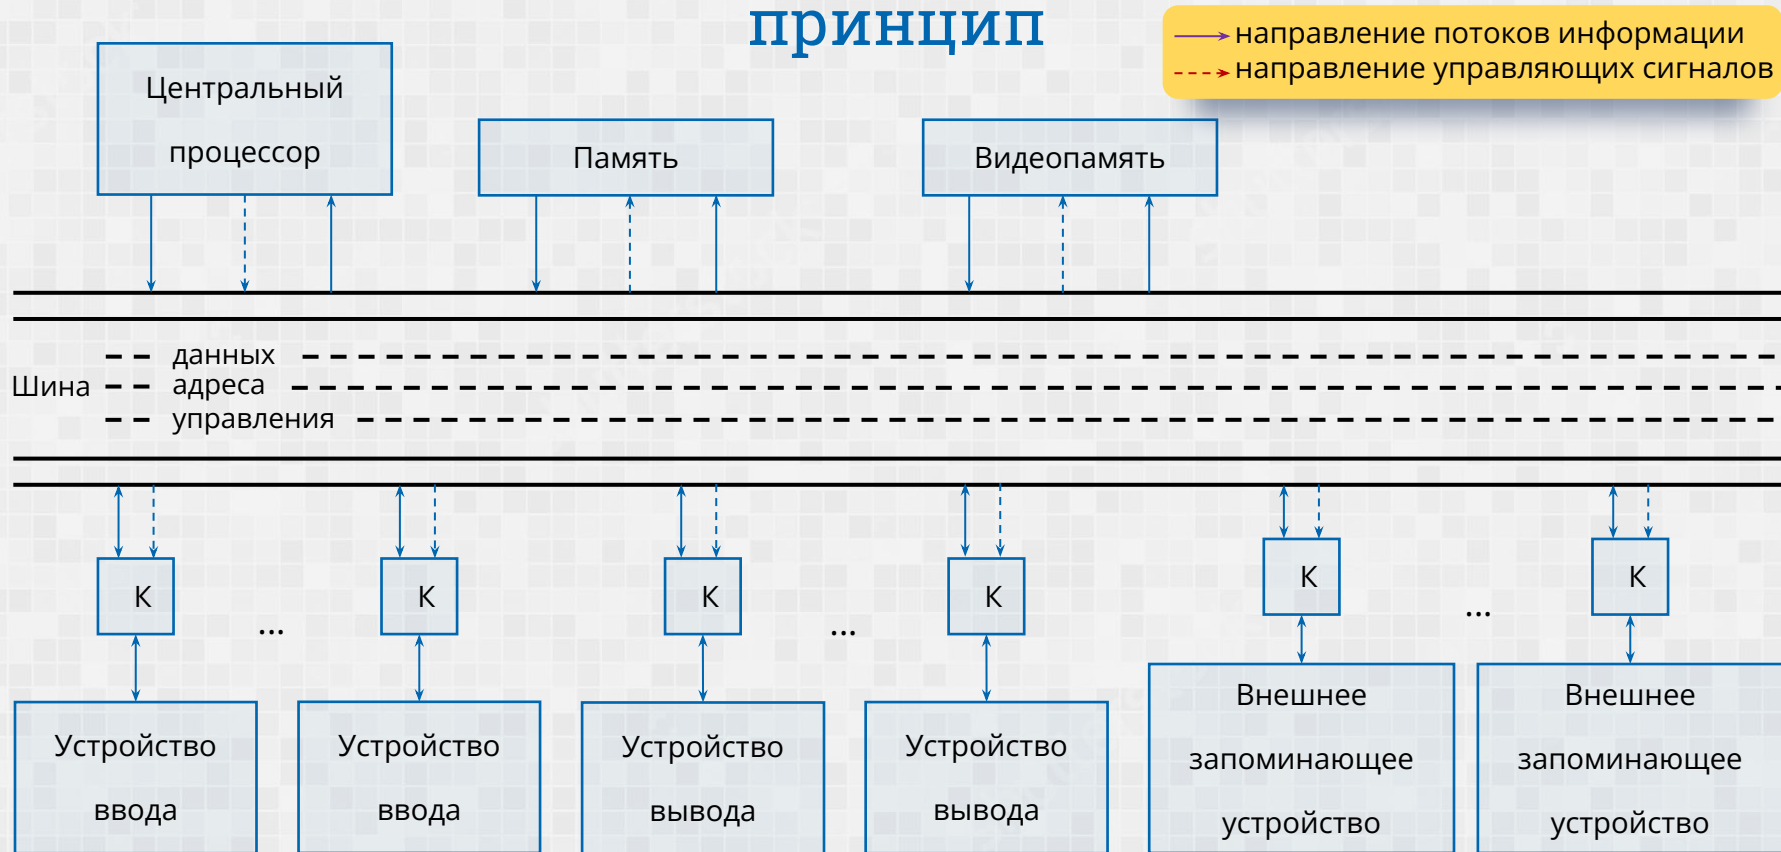 принцип
направление потоков информации
направление управляющих сигналов
Центральный
процессор
Память
Видеопамять
данных
Шина
адреса
управления
К
К
К
К
К
К
...
...
...
Устройство
ввода
Устройство
ввода
Устройство
вывода
Устройство
вывода
Внешнее
запоминающее
устройство
Внешнее
запоминающее
устройство